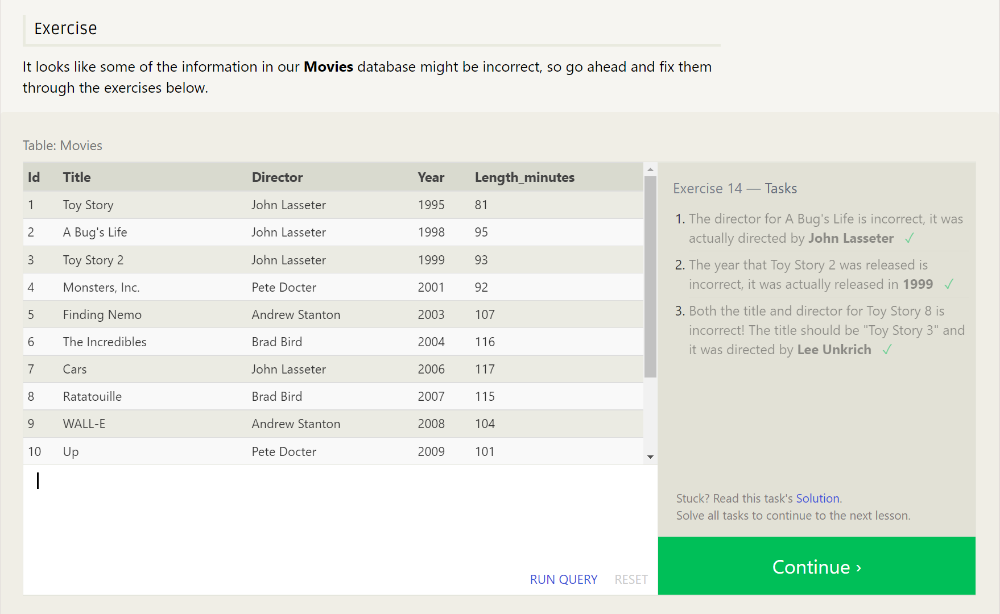 Exercise
It looks like some of the information in our Movies database might be incorrect, so go ahead and fix them
through the exercises below.
Table: Movies
Id Title Director Year Length_minutes
1 Toy Story John Lasseter 1995 81
2 A Bug's Life John Lasseter 1998 95
3 Toy Story 2 John Lasseter 1999 93
4 Monsters, Inc. Pete Docter 2001 92
5 Finding Nemo Andrew Stanton 2003 107
6 The Incredibles Brad Bird 2004 116
7 Cars John Lasseter 2006 117
8 Ratatouille Brad Bird 2007 115
9 WALL-E Andrew Stanton 2008 104
10 Up Pete Docter 2009 101
RUN QUERY RESET
Exercise 14 — Tasks
1. The director for A Bug's Life is incorrect, it was
actually directed by John Lasseter ✓
2. The year that Toy Story 2 was released is
incorrect, it was actually released in 1999 ✓
3. Both the title and director for Toy Story 8 is
incorrect! The title should be "Toy Story 3" and
it was directed by Lee Unkrich ✓
Stuck? Read this task's Solution.
Solve all tasks to continue to the next lesson.
Continue ›